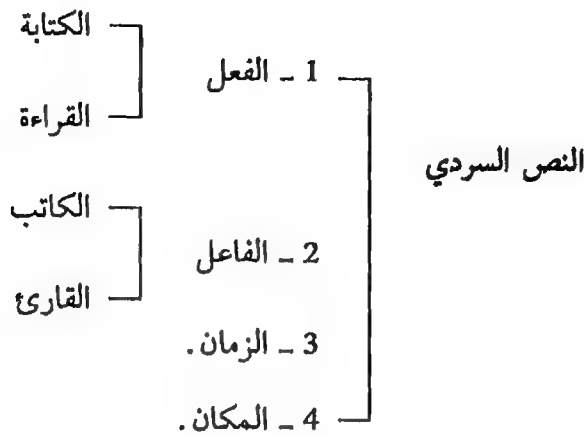 النص السردي
1 ـ الفعل
الكتابة
القراءة
2 ـ الفاعل
الكاتب
القارئ
3 ـ الزمان.
4 ـ المكان.